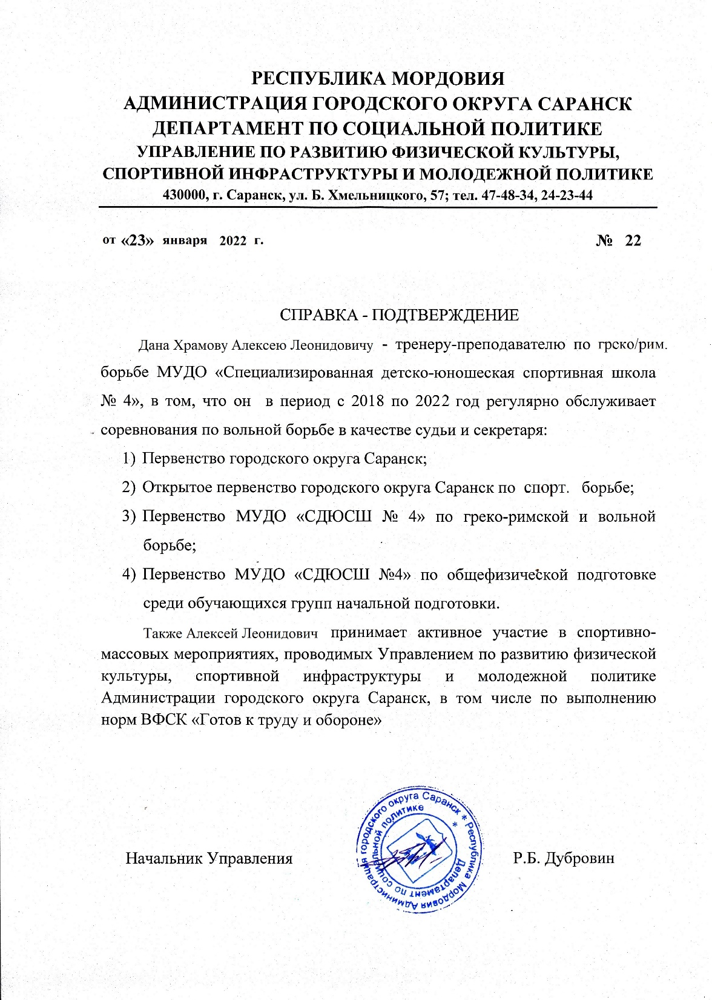 РЕСПУБЛИКА МОРДОВИЯ
АДМИНИСТРАЦИЯ ГОРОДСКОГО ОКРУГА САРАНСК
ДЕПАРТАМЕНТ ПО СОЦИАЛЬНОЙ ПОЛИТИКЕ
УПРАВЛЕНИЕ ПО РАЗВИТИЮ ФИЗИЧЕСКОЙ КУЛЬТУРЫ,
СПОРТИВНОЙ ИНФРАСТРУКТУРЫ И МОЛОДЕЖНОЙ ПОЛИТИКЕ
430000, г. Саранск, ул. Б. Хмельницкого, 57; тел. 47-48-34, 24-23-44
от «23» января 2022 г. № 22
СПРАВКА - ПОДТВЕРЖДЕНИЕ
Дана Храмову Алексею Леонидовичу - тренеру-преподавателю по греко/рим.
борьбе МУДО «Специализированная детско-юношеская спортивная школа
№ 4», в том, что он в период с 2018 по 2022 год регулярно обслуживает
соревнования по вольной борьбе в качестве судьи и секретаря:
1) Первенство городского округа Саранск;
2) Открытое первенство городского округа Саранск по спорт. борьбе;
3) Первенство МУДО «СДЮСШ № 4» по греко-римской и вольной
борьбе;
4) Первенство МУДО «СДЮСШ №4» по общефизической подготовке
среди обучающихся групп начальной подготовки.
Также Алексей Леонидович принимает активное участие в спортивно-
массовых мероприятиях, проводимых Управлением по развитию физической
культуры, спортивной инфраструктуры и молодежной политике
Администрации городского округа Саранск, в том числе по выполнению
норм ВФСК «Готов к труду и обороне»
Начальник Управления Р.Б. Дубровин
Республика Мордовия Администрация городского округа Саранск *
Департамент по социальной политике *